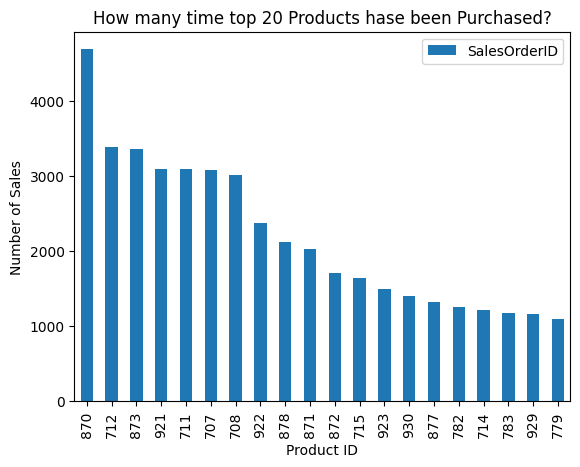 How many time top 20 Products hase been Purchased?
SalesOrderID
Number of Sales
4000
3000
2000
1000
0
870 712 873 921 711 707 708 922 878 871 872 715 923 930 877 782 714 783 929 779
Product ID